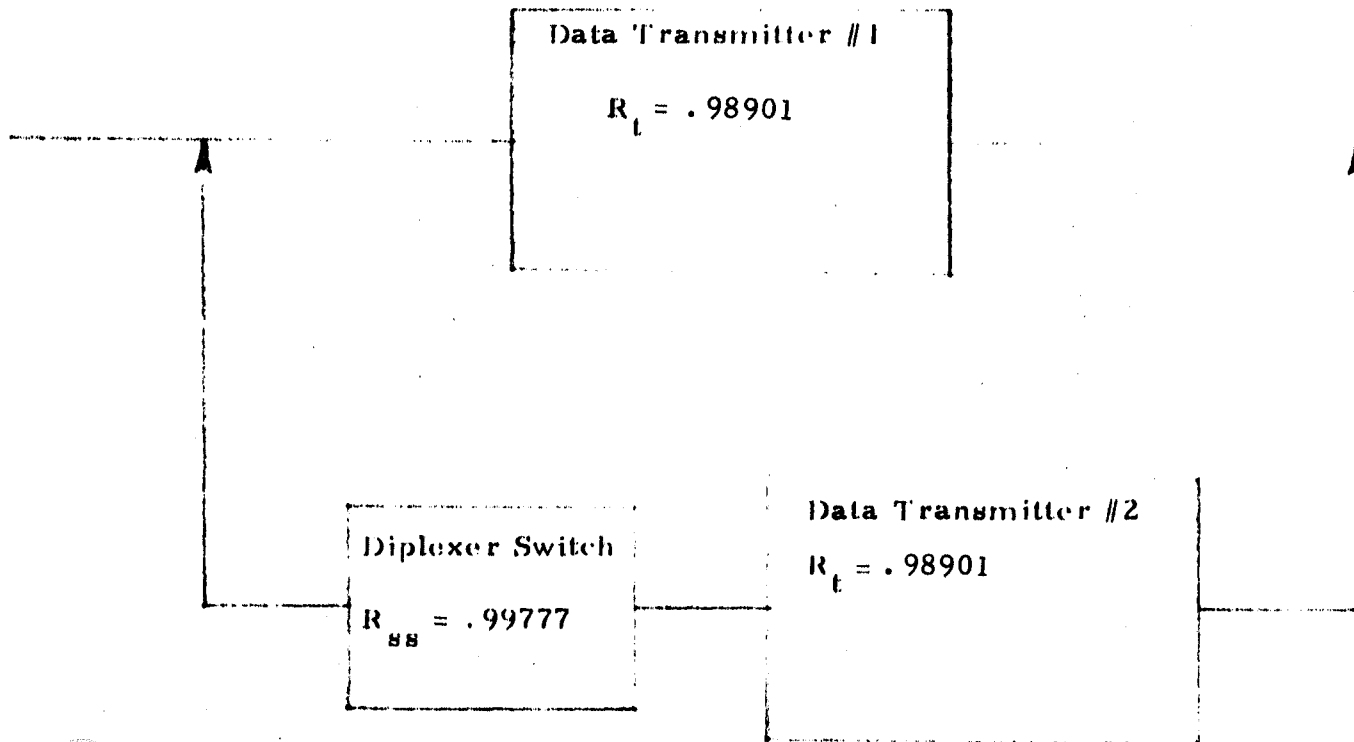 Data Transmitter #1
R_t = .98901
Data Transmitter #2
Diplexer Switch
R_t = .98901
R_ss = .99777